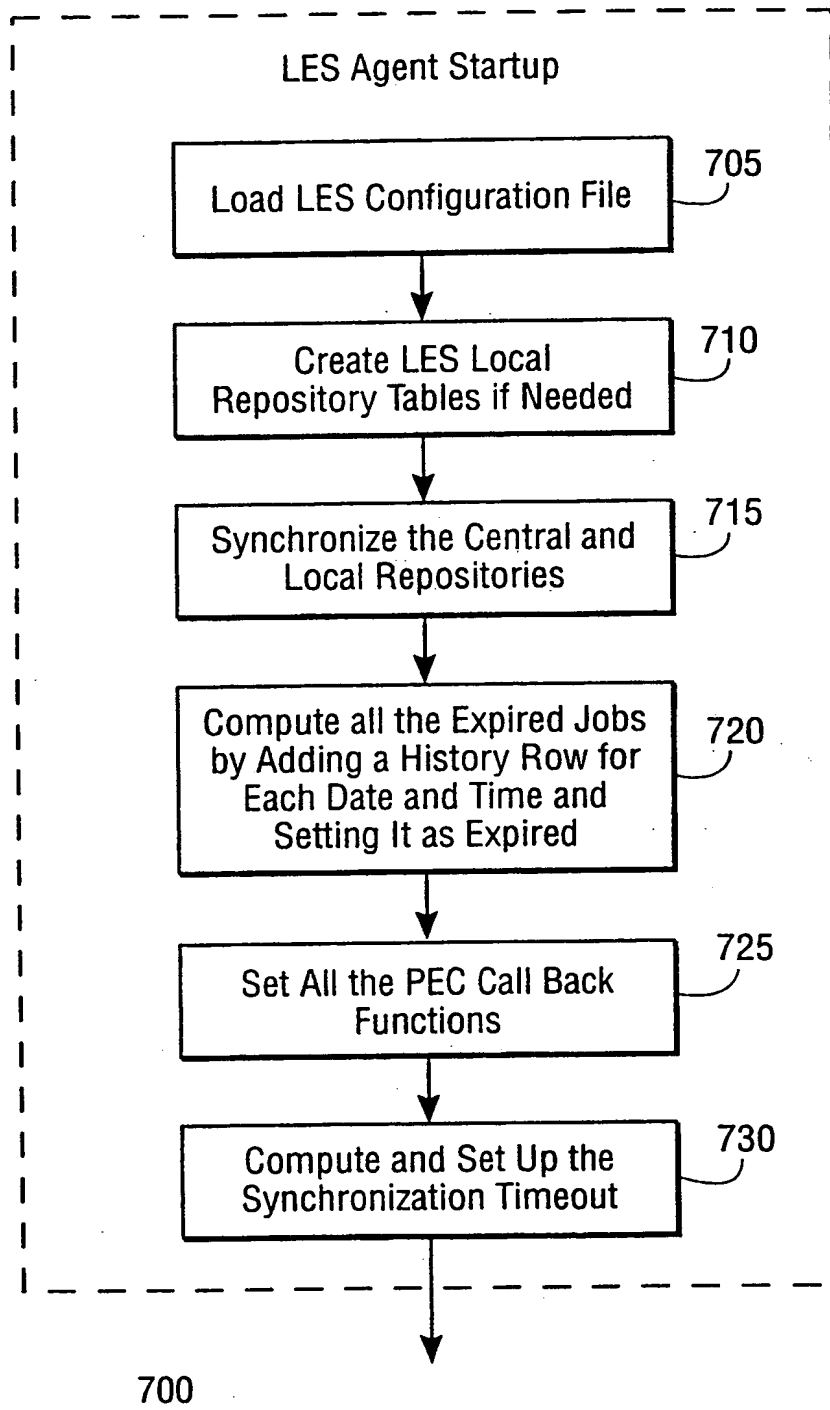 LES Agent Startup
705
Load LES Configuration File
710
Create LES Local
Repository Tables if Needed
715
Synchronize the Central and
Local Repositories
720
Compute all the Expired Jobs
by Adding a History Row for
Each Date and Time and
Setting It as Expired
725
Set All the PEC Call Back
Functions
730
Compute and Set Up the
Synchronization Timeout
700